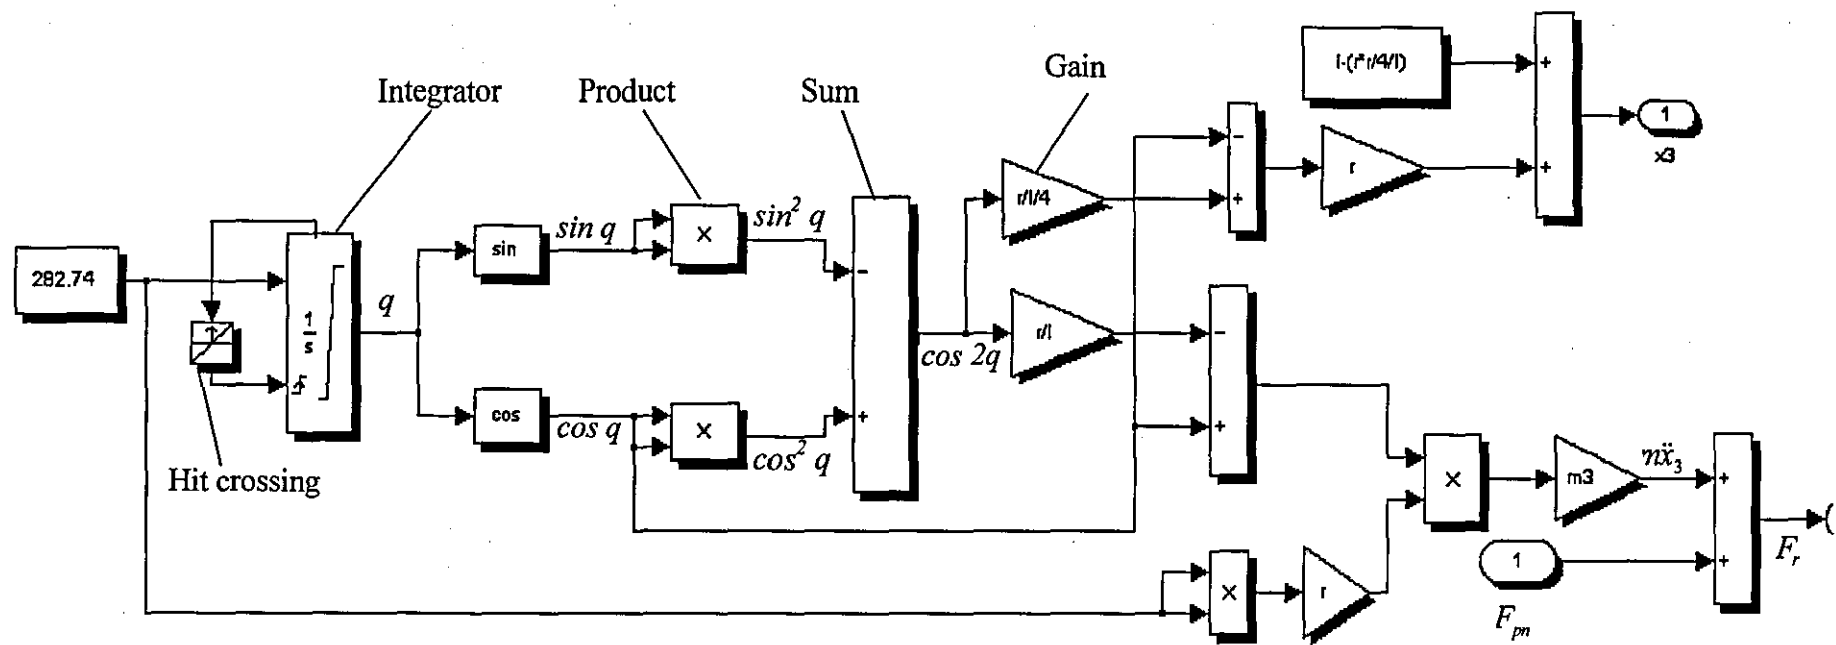 Integrator
Product
Sum
Gain
l-(r*r/4/l)
+
+
1
x3
-
+
r
r/l/4
282.74
1
s
q
sin
sin q
×
sin² q
-
+
cos 2q
r/l
-
+
cos
cos q
×
cos² q
Hit crossing
×
r
×
m3
ẍ₃
1
F_pn
+
+
F_r